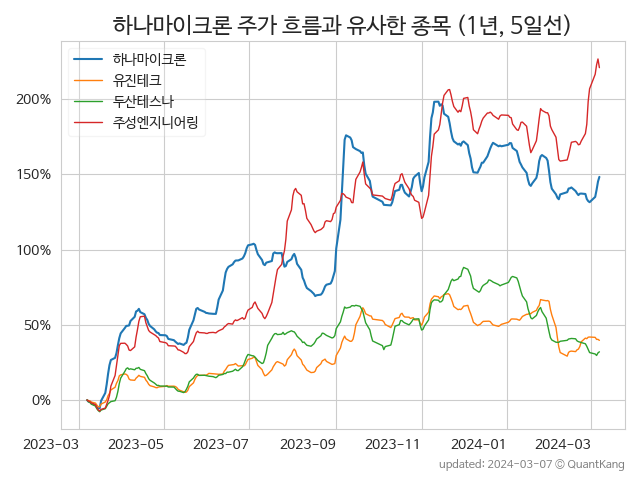 하나마이크론 주가 흐름과 유사한 종목 (1년, 5일선)
하나마이크론
유진테크
두산테스나
주성엔지니어링
200%
150%
100%
50%
0%
2023-03 2023-05 2023-07 2023-09 2023-11 2024-01 2024-03
updated: 2024-03-07 © QuantKang